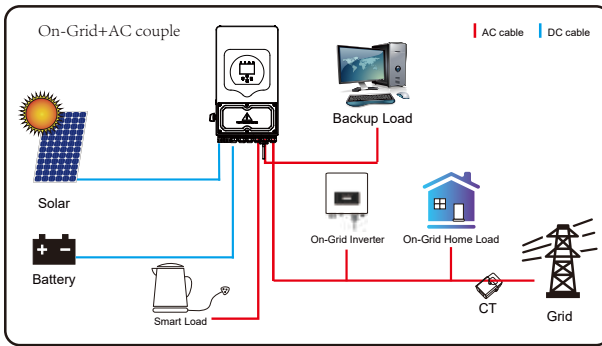 On-Grid+AC couple
AC cable
DC cable
Backup Load
Solar
On-Grid Inverter
On-Grid Home Load
Battery
Smart Load
CT
Grid